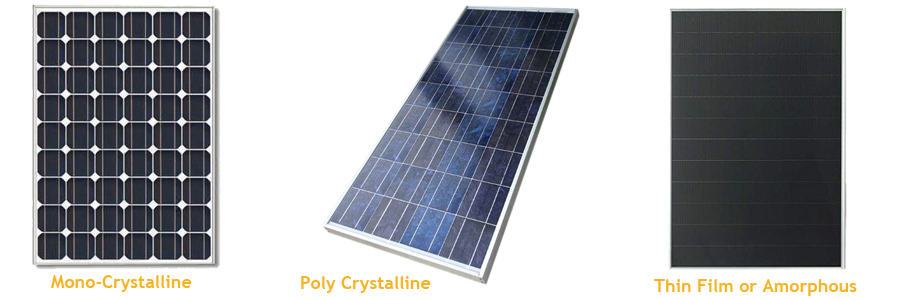 Mono-Crystalline
Poly Crystalline
Thin Film or Amorphous